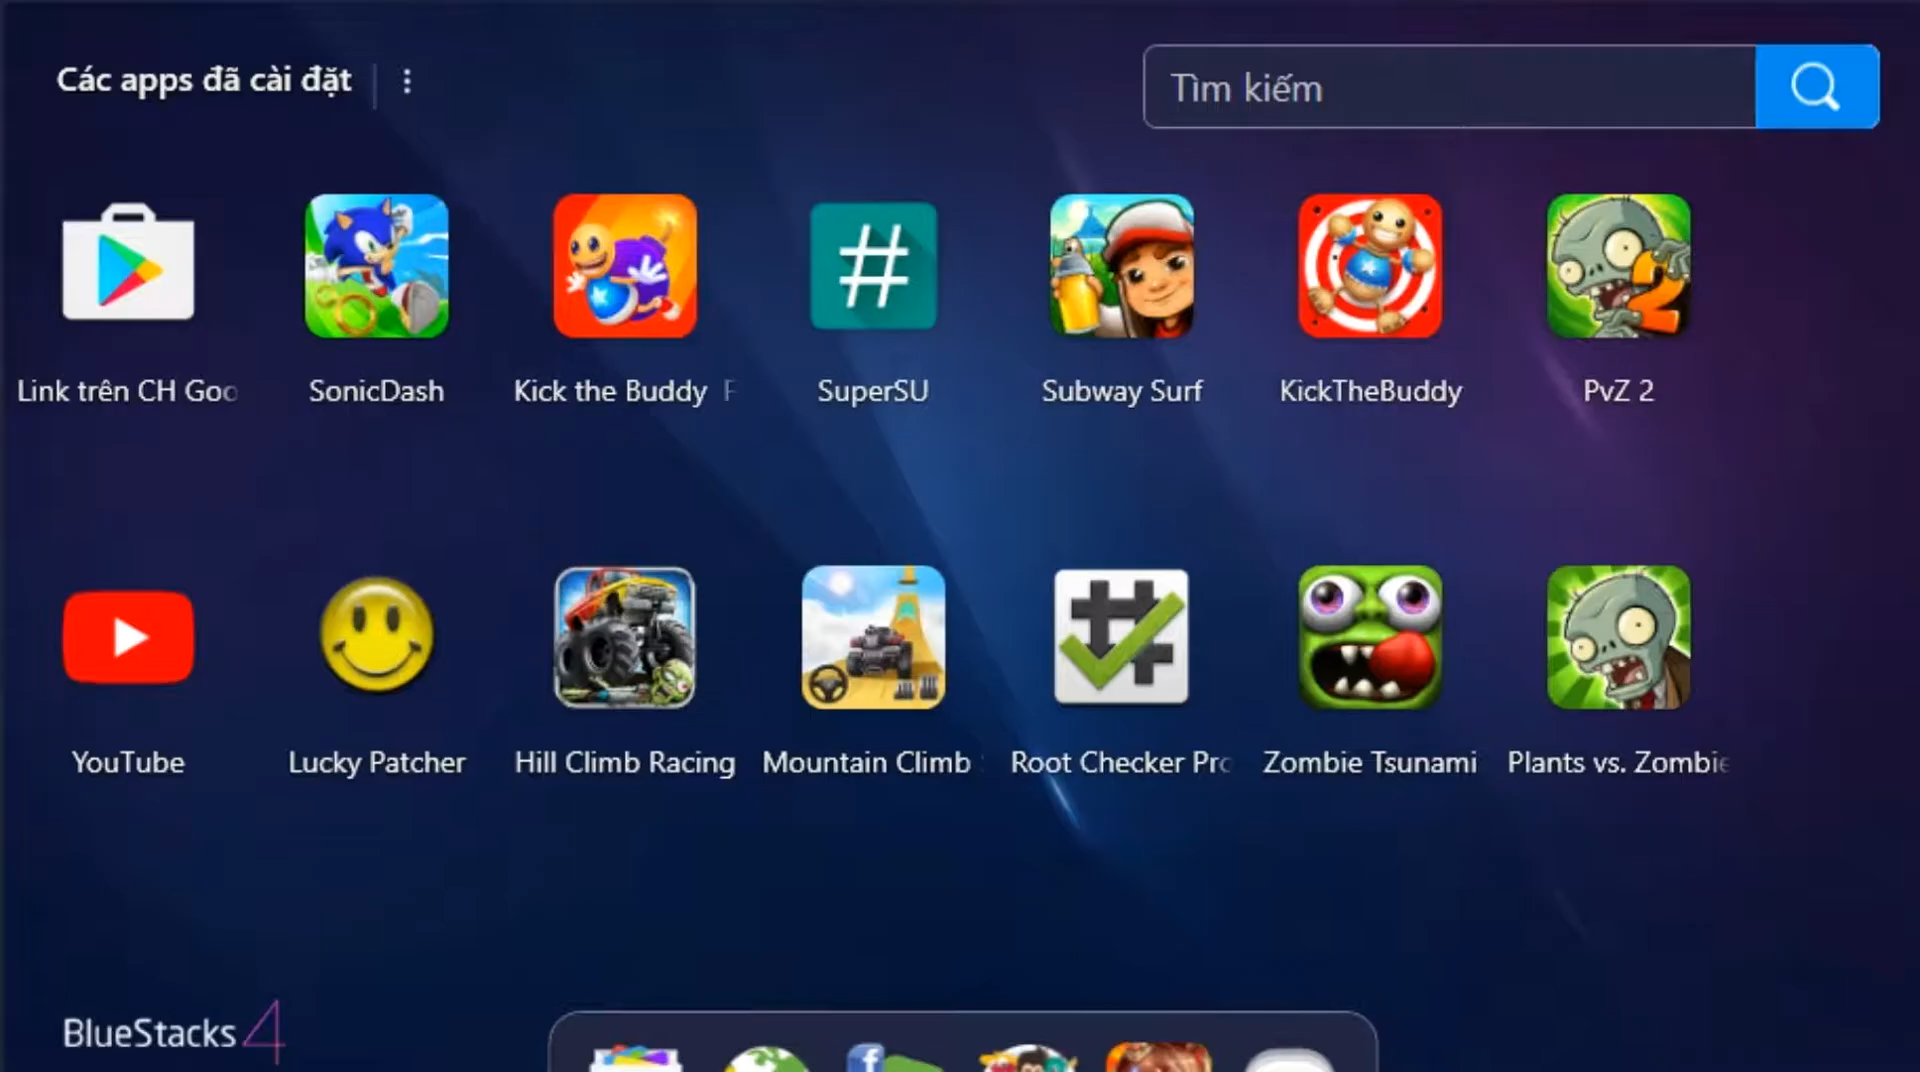 Các apps đã cài đặt
Tìm kiếm
Link trên CH Goo
SonicDash
Kick the Buddy
SuperSU
Subway Surf
KickTheBuddy
PvZ 2
YouTube
Lucky Patcher
Hill Climb Racing
Mountain Climb
Root Checker Pro
Zombie Tsunami
Plants vs. Zombie
BlueStacks 4